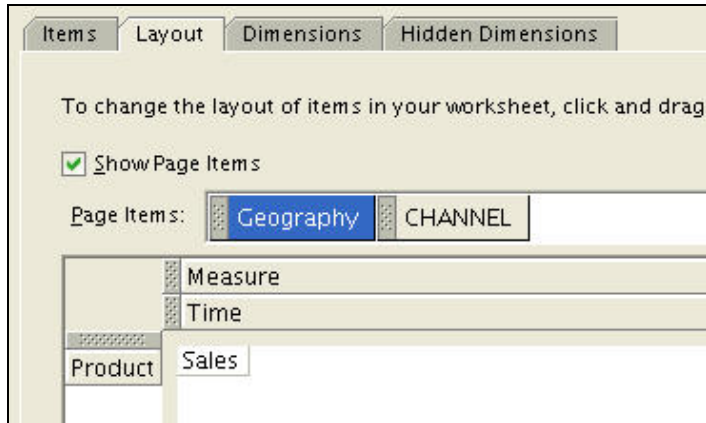 Items Layout Dimensions Hidden Dimensions
To change the layout of items in your worksheet, click and drag
Show Page Items
Page Items: Geography CHANNEL
Measure
Time
Product Sales